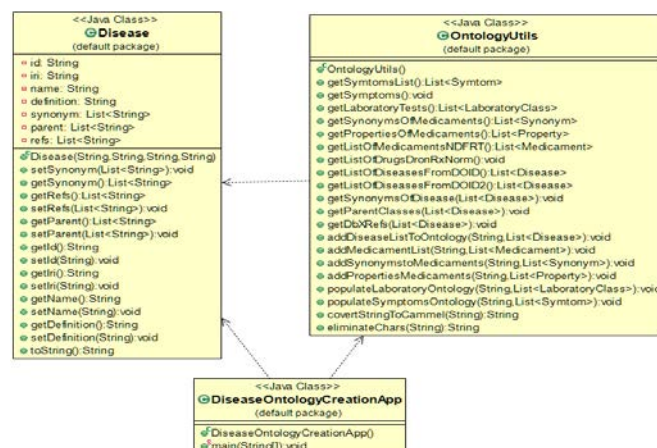 <<Java Class>>
Disease
(default package)
id: String
iri: String
name: String
definition: String
synonym: List<String>
parent: List<String>
refs: List<String>
Disease(String,String,String,String)
setSynonym(List<String>):void
getSynonym():List<String>
getRefs():List<String>
setRefs(List<String>):void
getParent():List<String>
setParent(List<String>):void
getId():String
setId(String):void
getIri():String
setIri(String):void
getName():String
setName(String):void
getDefinition():String
setDefinition(String):void
toString():String
<<Java Class>>
OntologyUtils
(default package)
OntologyUtils()
getSymtomsList():List<Symtom>
getSymptoms():void
getLaboratoryTests():List<LaboratoryClass>
getSynonymsOfMedicaments():List<Synonym>
getPropertiesOfMedicaments():List<Property>
getListOfMedicamentsNDFRT():List<Medicament>
getListOfDrugsDronRxNorm():void
getListOfDiseasesFromDOID():List<Disease>
getListOfDiseasesFromDOID2():List<Disease>
getSynonymsOfDisease(List<Disease>):void
getParentClasses(List<Disease>):void
getDbXRefs(List<Disease>):void
addDiseaseListToOntology(String,List<Disease>):void
addMedicamentList(String,List<Medicament>):void
addSynonymstoMedicaments(String,List<Synonym>):void
addPropertiesMedicaments(String,List<Property>):void
populateLaboratoryOntology(String,List<LaboratoryClass>):void
populateSymptomsOntology(String,List<Symtom>):void
covertStringToCammel(String):String
eliminateChars(String):String
<<Java Class>>
DiseaseOntologyCreationApp
(default package)
DiseaseOntologyCreationApp()
main(String[]):void